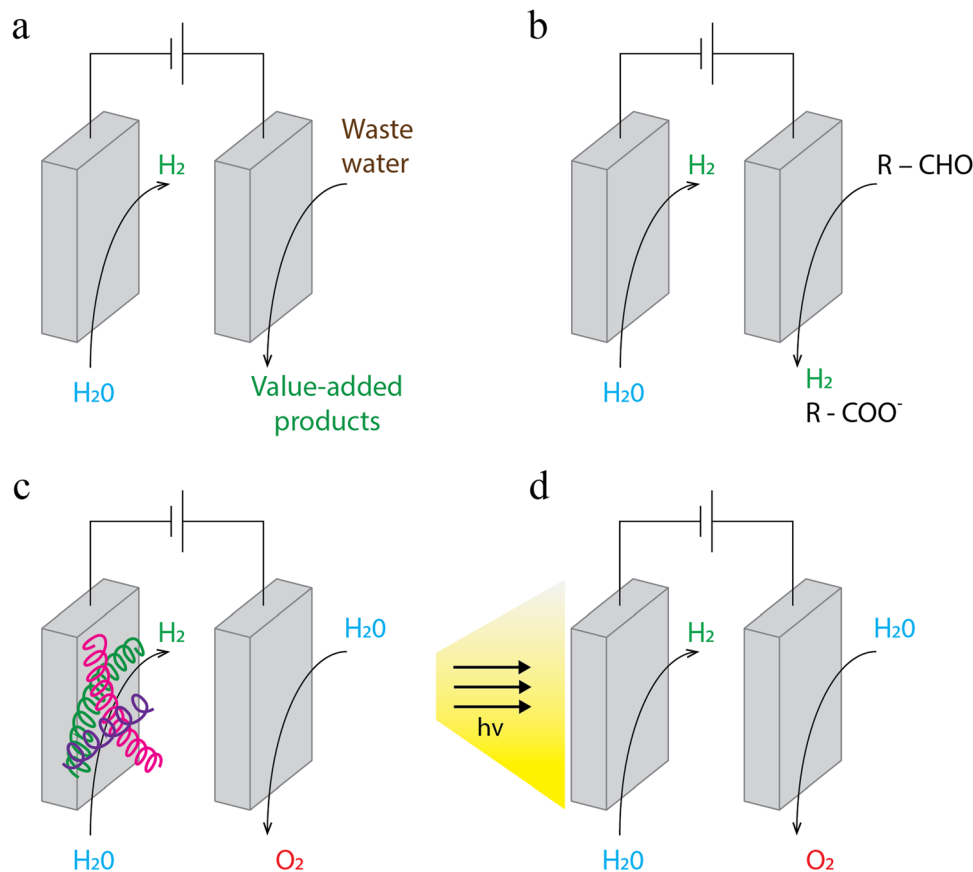 a
H₂
Waste
water
H₂0
Value-added
products
b
H₂
R – CHO
H₂0
H₂
R - COO⁻
c
H₂
H₂0
H₂0
O₂
d
hv
H₂
H₂0
H₂0
O₂